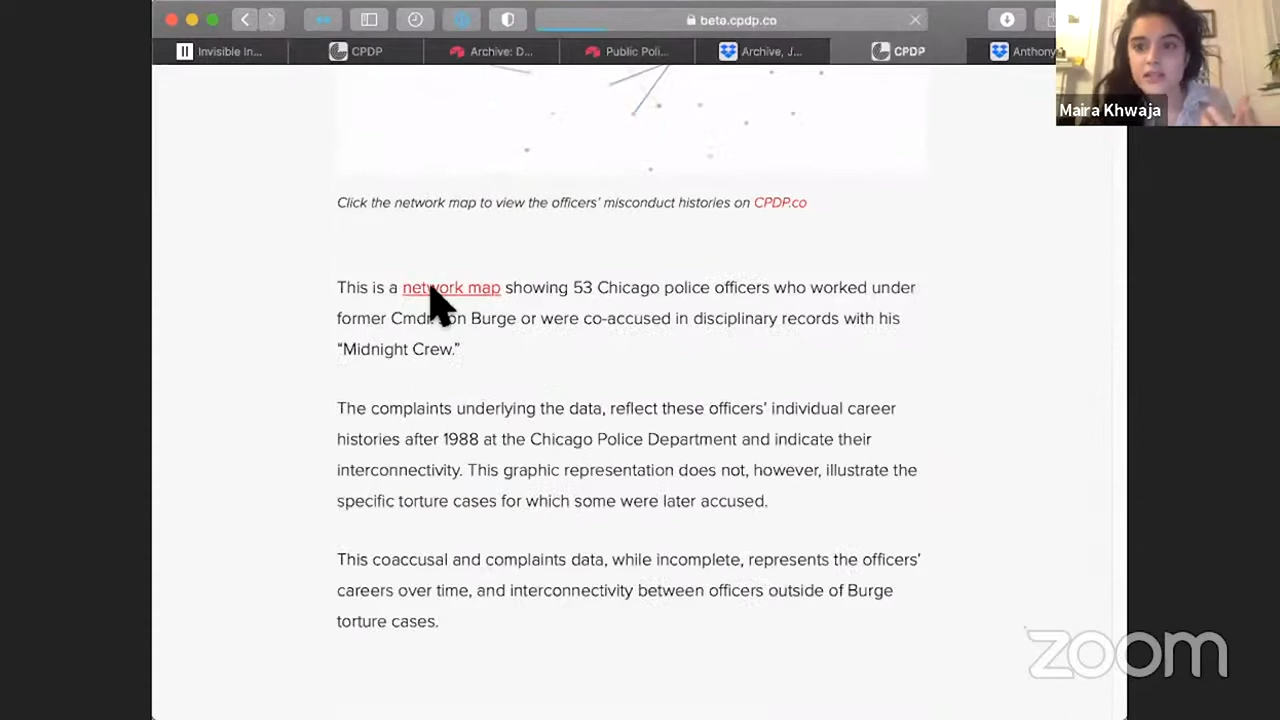 beta.cpdp.co
Invisible In...
CPDP
Archive: D...
Public Poli...
Archive, J...
CPDP
Anthony
Maira Khwaja
Click the network map to view the officers' misconduct histories on CPDP.co
This is a network map showing 53 Chicago police officers who worked under
former Cmdr. Jon Burge or were co-accused in disciplinary records with his
“Midnight Crew.”
The complaints underlying the data, reflect these officers' individual career
histories after 1988 at the Chicago Police Department and indicate their
interconnectivity. This graphic representation does not, however, illustrate the
specific torture cases for which some were later accused.
This coaccusal and complaints data, while incomplete, represents the officers'
careers over time, and interconnectivity between officers outside of Burge
torture cases.
zoom